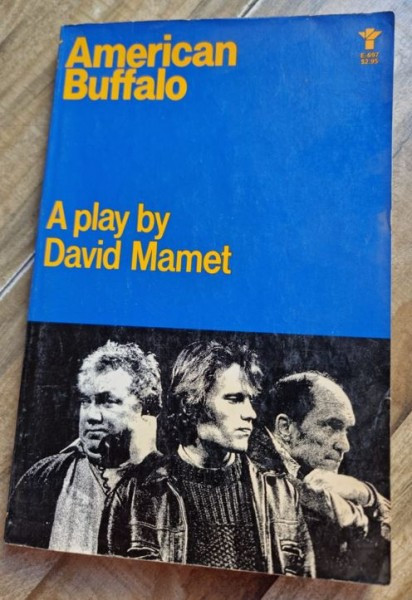 American
Buffalo
E-697
$2.95
A play by
David Mamet